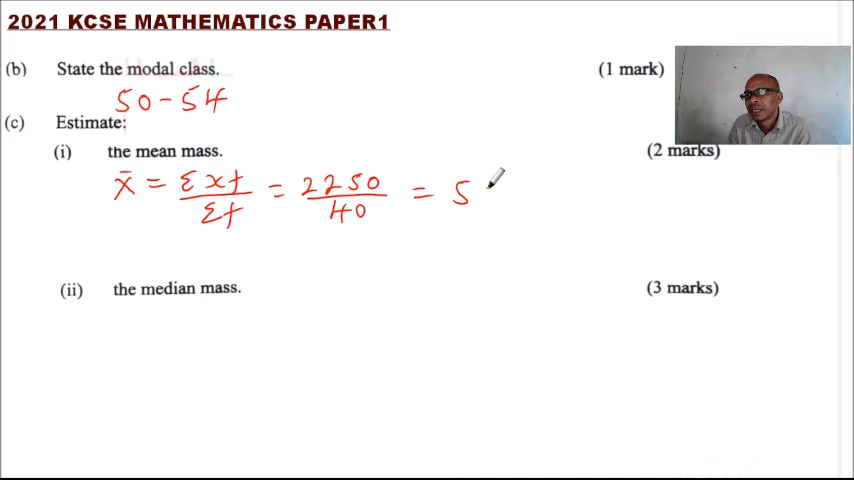 2021 KCSE MATHEMATICS PAPER1
(b) State the modal class. (1 mark)
50 - 54
(c) Estimate:
(i) the mean mass. (2 marks)
x̄ = Σxf/Σf = 2250/40 = 5
(ii) the median mass. (3 marks)